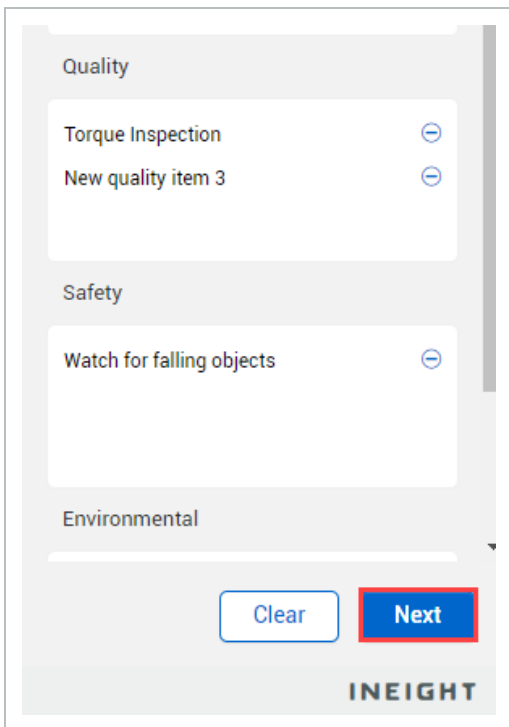 Quality
Torque Inspection
New quality item 3
Safety
Watch for falling objects
Environmental
Clear Next
INEIGHT